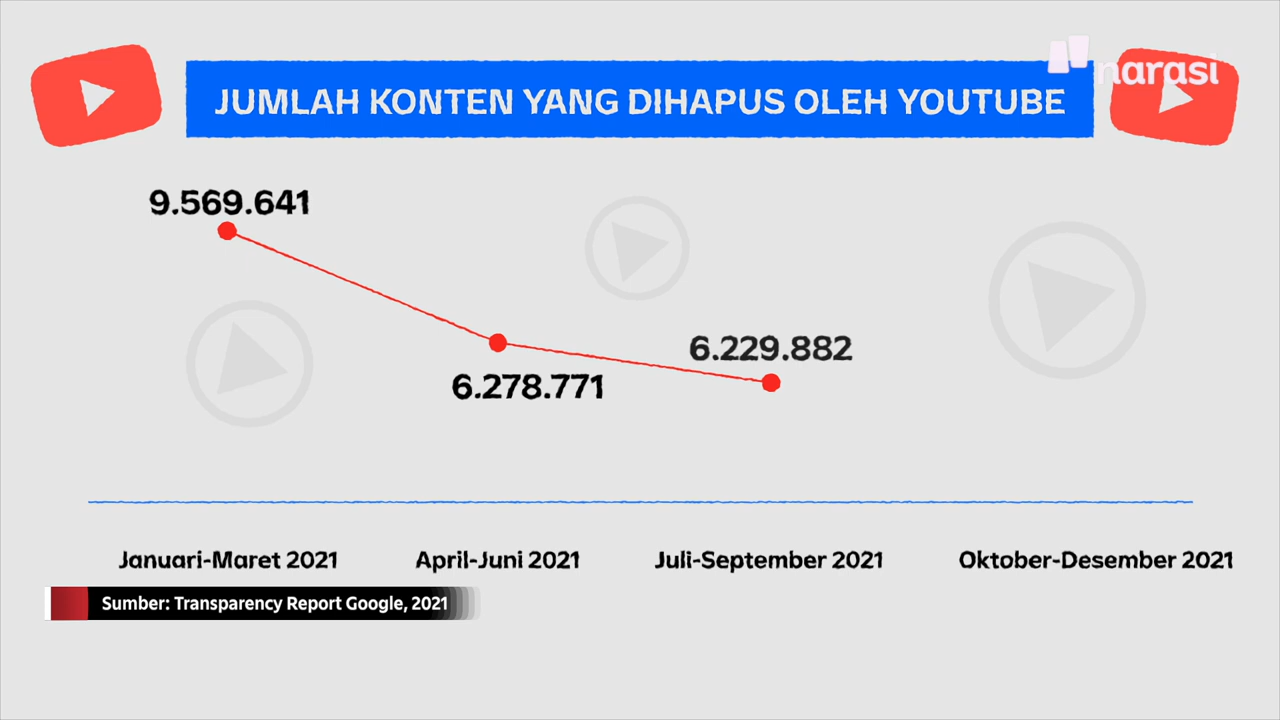 narasi
JUMLAH KONTEN YANG DIHAPUS OLEH YOUTUBE
9.569.641
6.278.771
6.229.882
Januari-Maret 2021
April-Juni 2021
Juli-September 2021
Oktober-Desember 2021
Sumber: Transparency Report Google, 2021